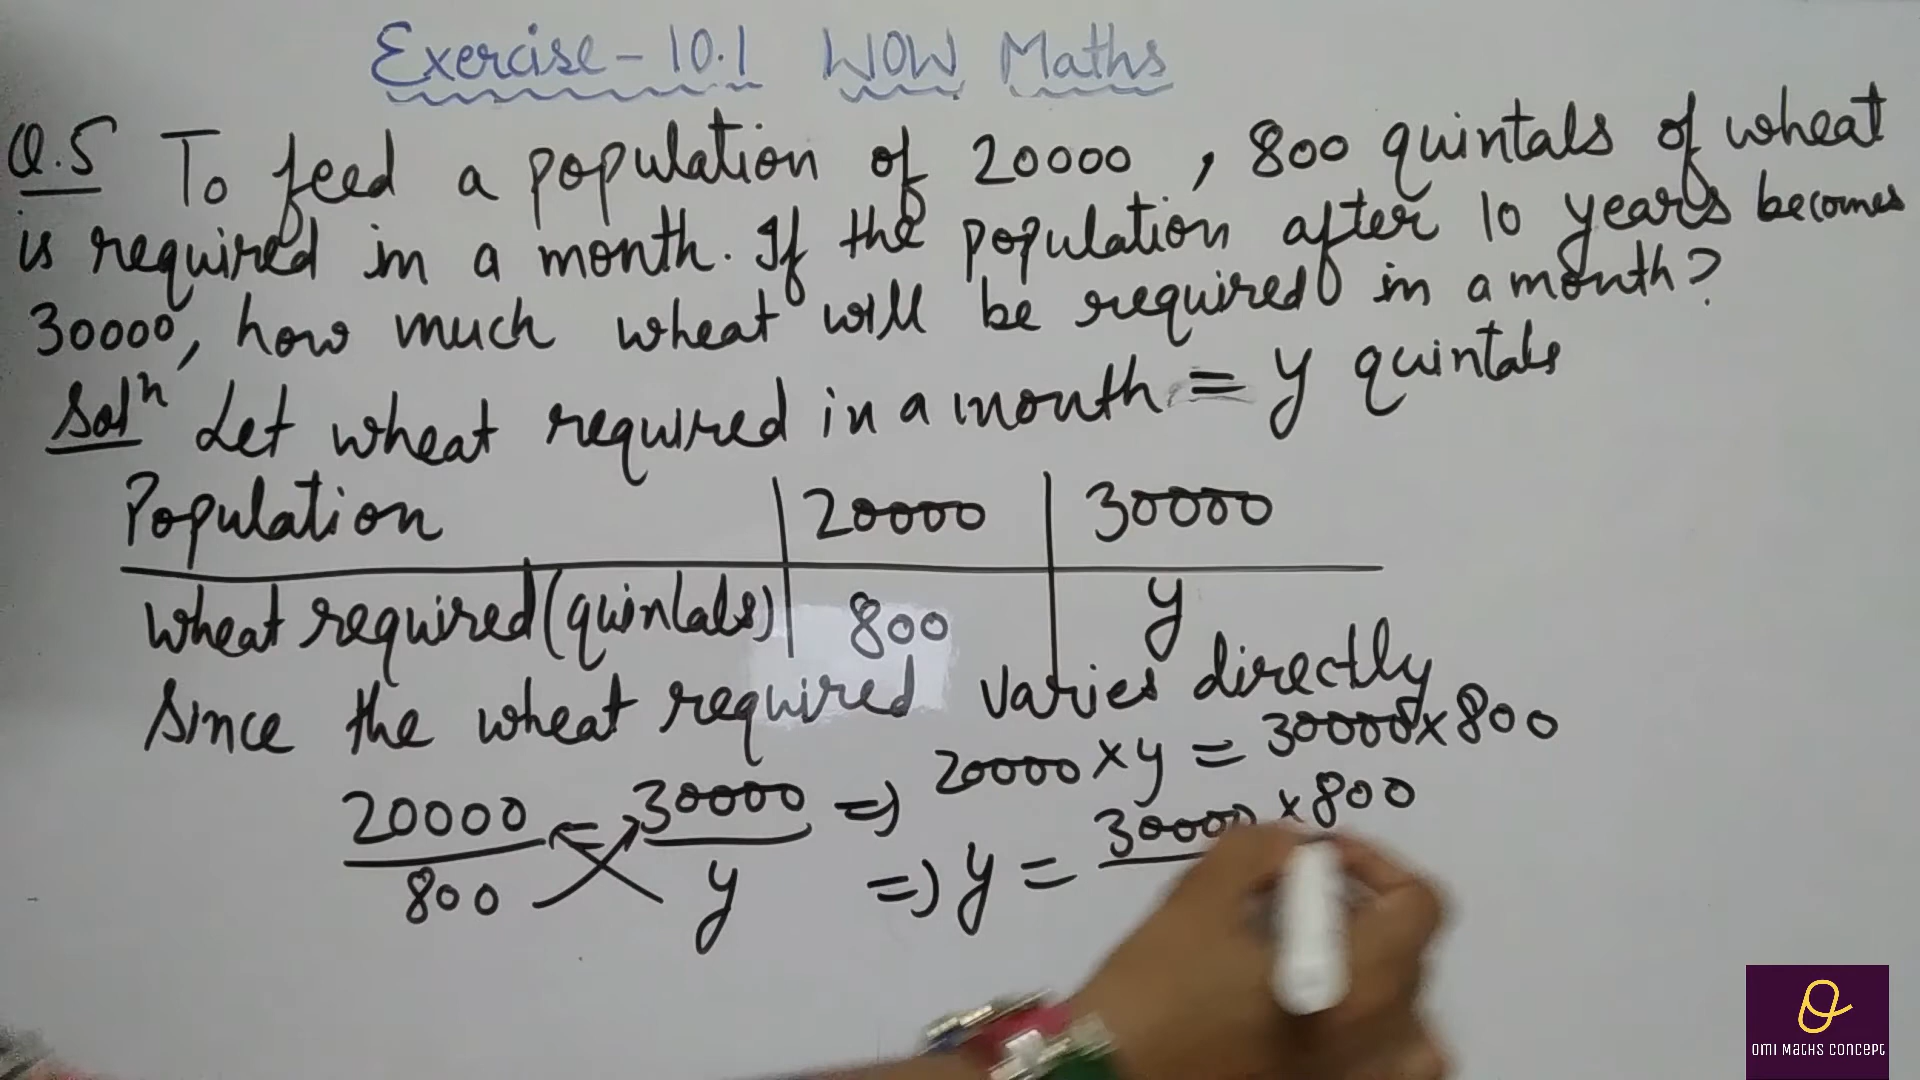 Exercise-10.1 WOW Maths
Q.5 To feed a population of 20000, 800 quintals of wheat
is required in a month. If the population after 10 years becomes
30000, how much wheat will be required in a month?
Solⁿ Let wheat required in a month = y quintals
Population | 20000 | 30000
Wheat required (quintals) | 800 | y
Since the wheat required varies directly
20000/800 = 30000/y ⇒ 20000 × y = 30000 × 800
⇒ y = 30000 × 800
OMI MATHS CONCEPT